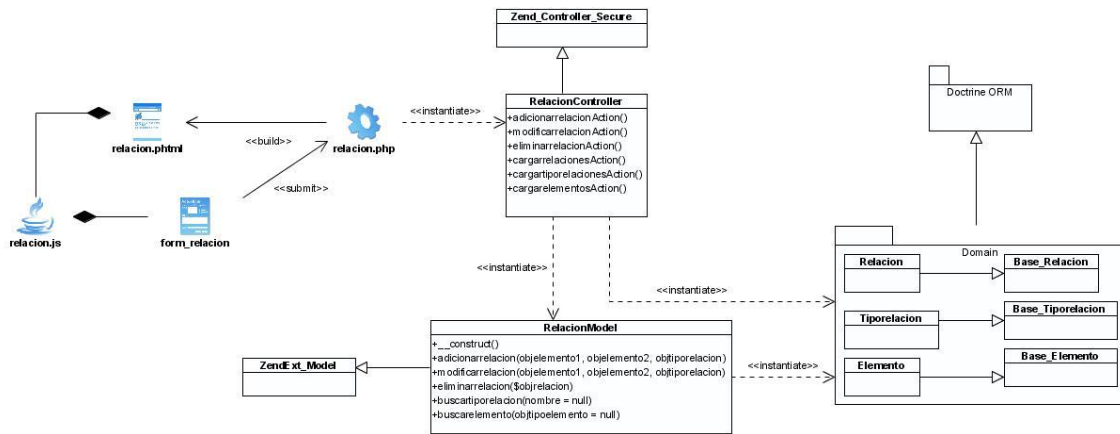 Zend_Controller_Secure
Doctrine ORM
RelacionController
+adicionarrelacionAction()
+modificarrelacionAction()
+eliminarrelacionAction()
+cargarrelacionesAction()
+cargartiporelacionesAction()
+cargarelementosAction()
<<instantiate>>
relacion.phtml
<<build>>
relacion.php
<<submit>>
relacion.js
form_relacion
<<instantiate>>
<<instantiate>>
Domain
Relacion
Base_Relacion
Tiporelacion
Base_Tiporelacion
Elemento
Base_Elemento
RelacionModel
+__construct()
+adicionarrelacion(objelemento1, objelemento2, objtiporelacion)
+modificarrelacion(objelemento1, objelemento2, objtiporelacion)
+eliminarrelacion($objrelacion)
+buscartiporelacion(nombre = null)
+buscarelemento(objtipoelemento = null)
<<instantiate>>
ZendExt_Model